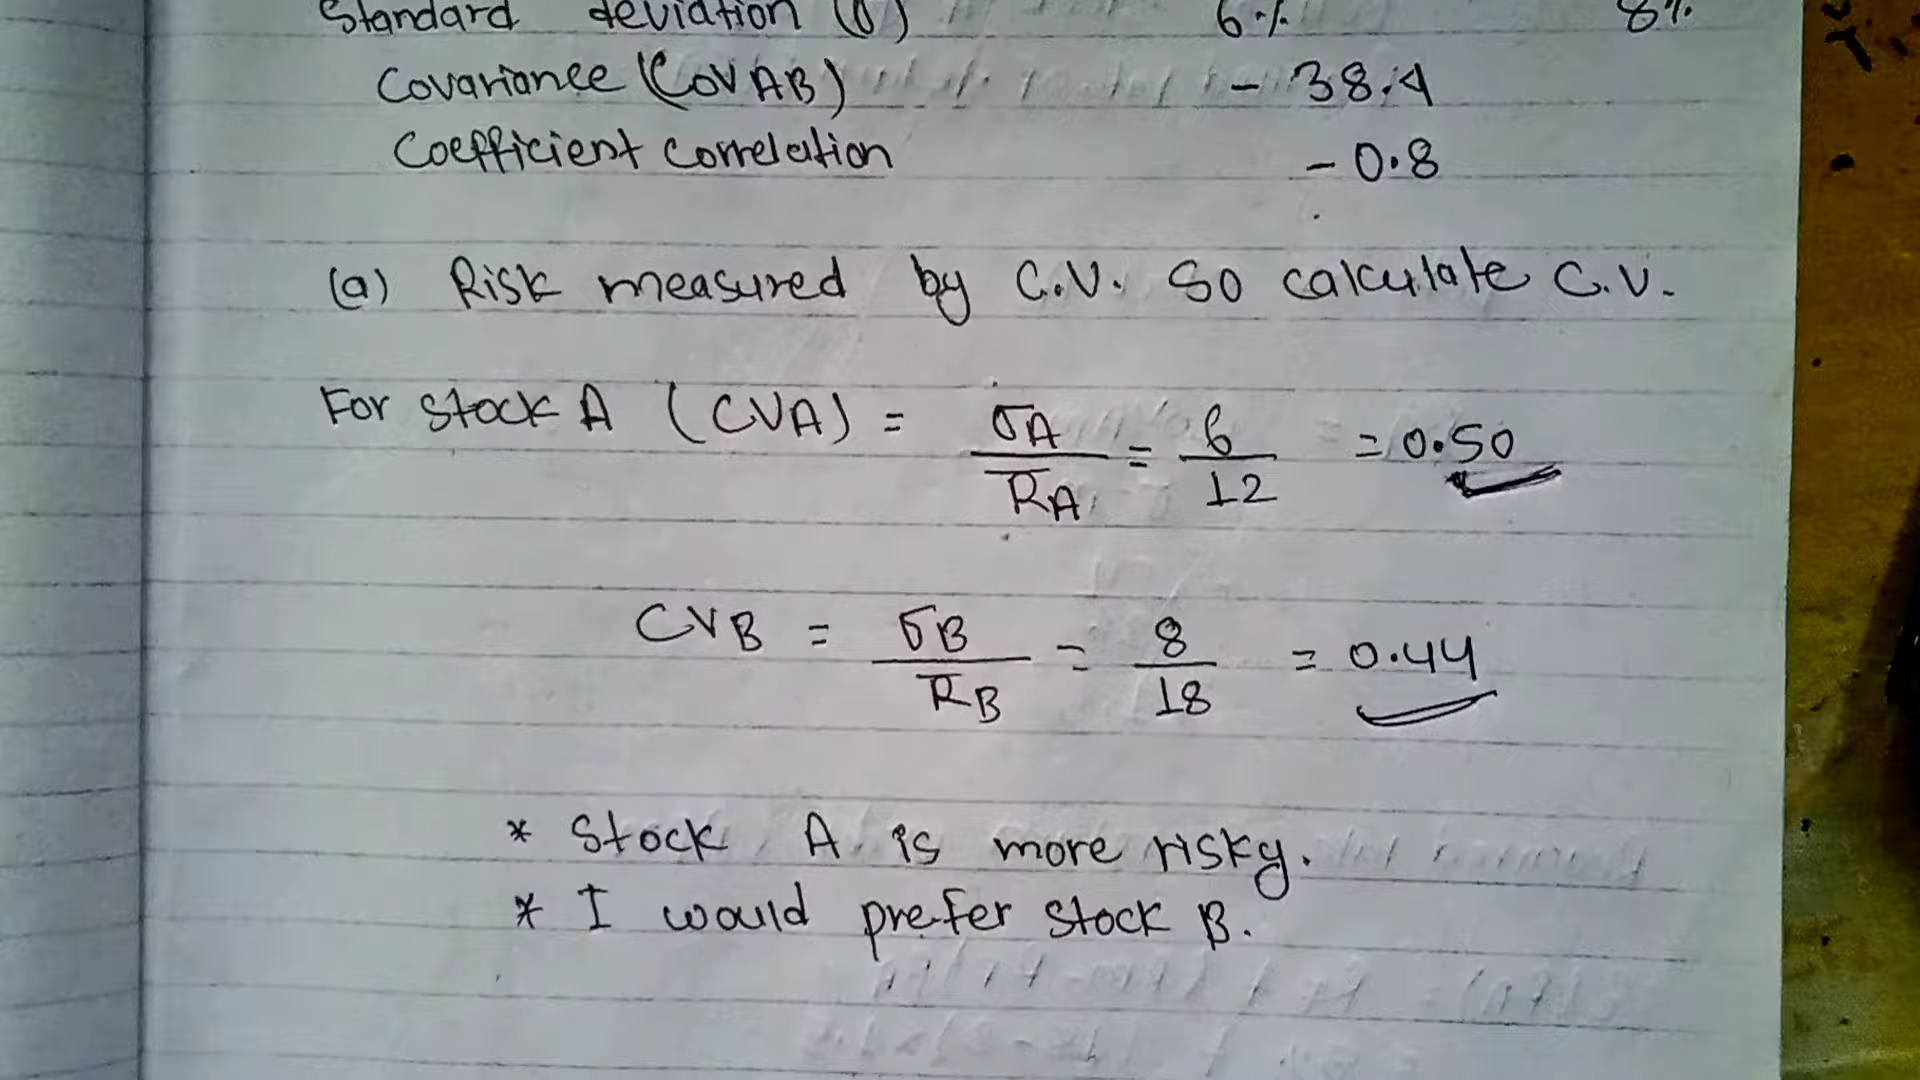 Standard deviation (σ) 6% 8%
Covariance (COV AB) - 38.4
Coefficient correlation - 0.8
(a) Risk measured by C.V. So calculate C.V.
For stock A (CVA) = σA / R̅A = 6 / 12 = 0.50
CVB = σB / R̅B = 8 / 18 = 0.44
* Stock A is more risky.
* I would prefer stock B.